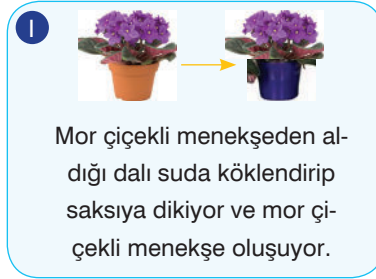 I
Mor çiçekli menekşeden al-
dığı dalı suda köklendirip
saksıya dikiyor ve mor çi-
çekli menekşe oluşuyor.